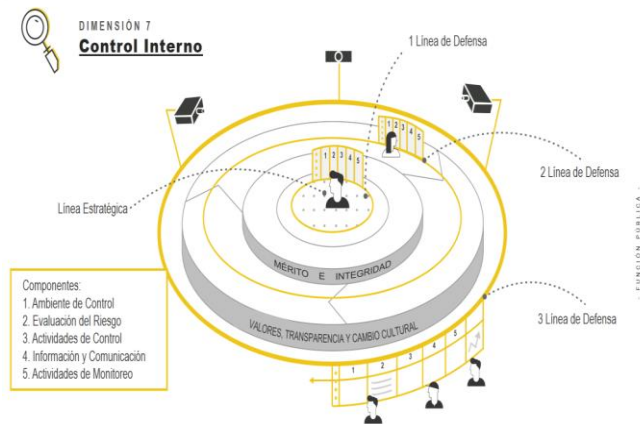 DIMENSIÓN 7
Control Interno
1 Línea de Defensa
1 2 3 4 5
1 2 3 4 5
2 Línea de Defensa
Línea Estratégica
- FUNCIÓN PÚBLICA -
MÉRITO E INTEGRIDAD
VALORES, TRANSPARENCIA Y CAMBIO CULTURAL
3 Línea de Defensa
Componentes:
1. Ambiente de Control
2. Evaluación del Riesgo
3. Actividades de Control
4. Información y Comunicación
5. Actividades de Monitoreo
1 2 3 4 5